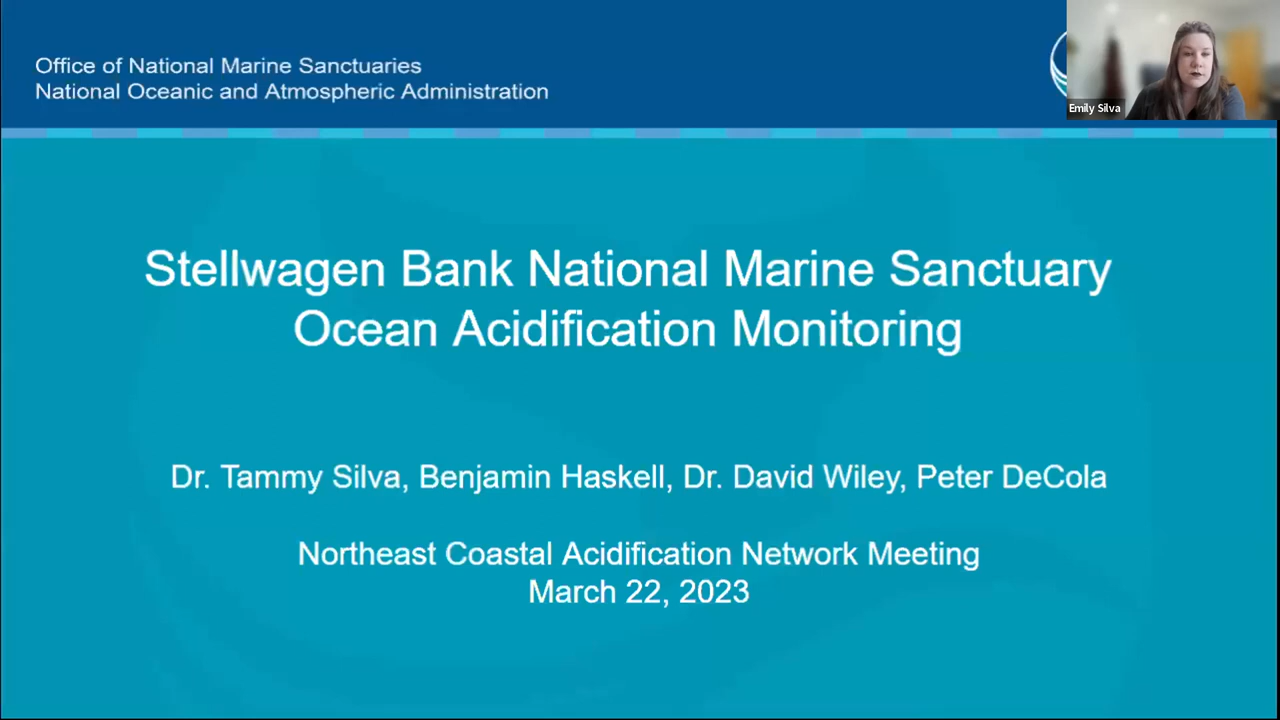 Office of National Marine Sanctuaries
National Oceanic and Atmospheric Administration
Emily Silva
Stellwagen Bank National Marine Sanctuary
Ocean Acidification Monitoring
Dr. Tammy Silva, Benjamin Haskell, Dr. David Wiley, Peter DeCola
Northeast Coastal Acidification Network Meeting
March 22, 2023